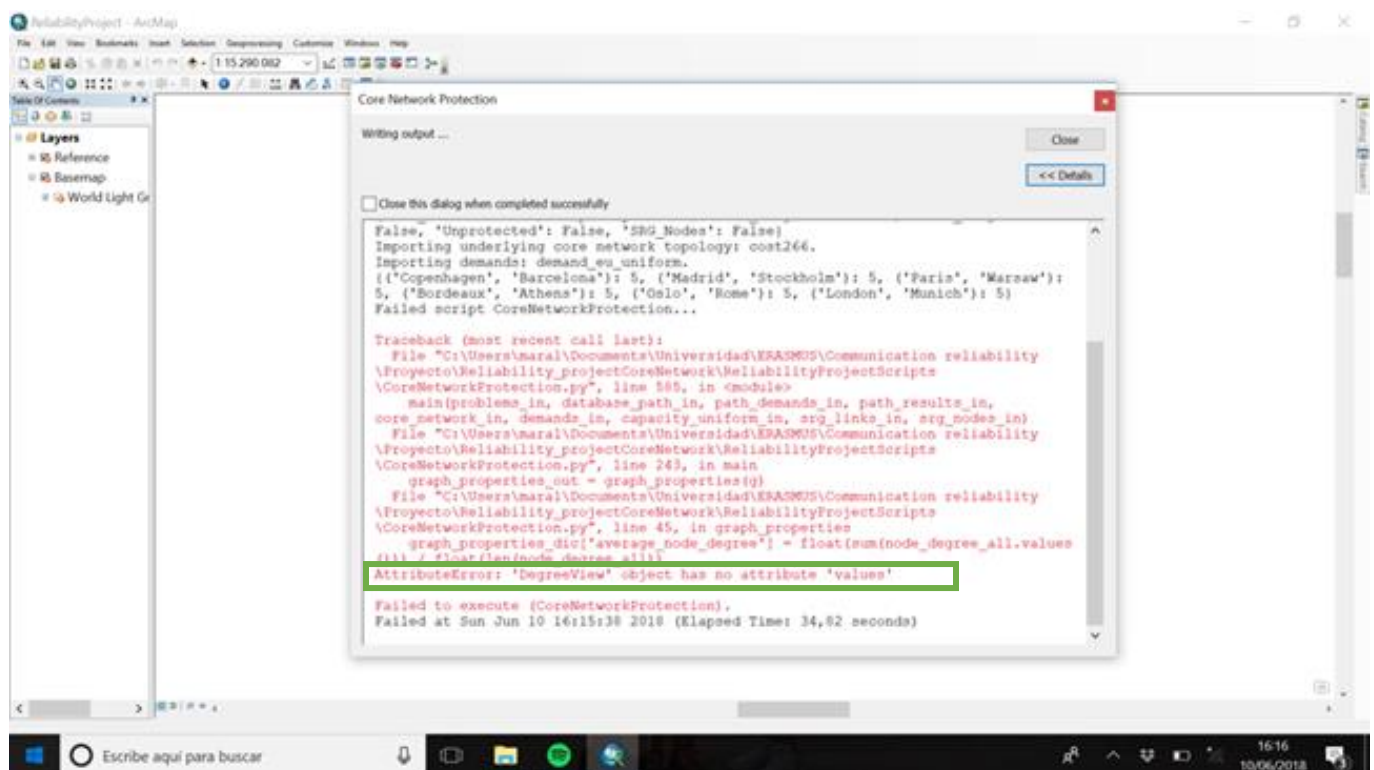 ReliabilityProject - ArcMap
File Edit View Bookmarks Insert Selection Geoprocessing Customize Windows Help
1:15.290.002
Table Of Contents
Layers
Reference
Basemap
World Light Gr
Core Network Protection
Writing output ...
Close
<< Details
Close this dialog when completed successfully
False, 'Unprotected': False, 'SRG_Nodes': False}
Importing underlying core network topology: cost266.
Importing demands: demand_eu_uniform.
{('Copenhagen', 'Barcelona'): 5, ('Madrid', 'Stockholm'): 5, ('Paris', 'Warsaw'):
5, ('Bordeaux', 'Athens'): 5, ('Oslo', 'Rome'): 5, ('London', 'Munich'): 5}
Failed script CoreNetworkProtection...
Traceback (most recent call last):
File "C:\Users\maral\Documents\Universidad\ERASMUS\Communication reliability
\Proyecto\Reliability_projectCoreNetwork\ReliabilityProjectScripts
\CoreNetworkProtection.py", line 585, in <module>
main(problems_in, database_path_in, path_demands_in, path_results_in,
core_network_in, demands_in, capacity_uniform_in, srg_links_in, srg_nodes_in)
File "C:\Users\maral\Documents\Universidad\ERASMUS\Communication reliability
\Proyecto\Reliability_projectCoreNetwork\ReliabilityProjectScripts
\CoreNetworkProtection.py", line 243, in main
graph_properties_out = graph_properties(g)
File "C:\Users\maral\Documents\Universidad\ERASMUS\Communication reliability
\Proyecto\Reliability_projectCoreNetwork\ReliabilityProjectScripts
\CoreNetworkProtection.py", line 45, in graph_properties
graph_properties_dic["average_node_degree"] = float(sum(node_degree_all.values
())) / float(len(node_degree_all))
AttributeError: 'DegreeView' object has no attribute 'values'
Failed to execute (CoreNetworkProtection).
Failed at Sun Jun 10 16:15:38 2018 (Elapsed Time: 34,82 seconds)
Catalog
Search
Escribe aquí para buscar
16:16
10/06/2018